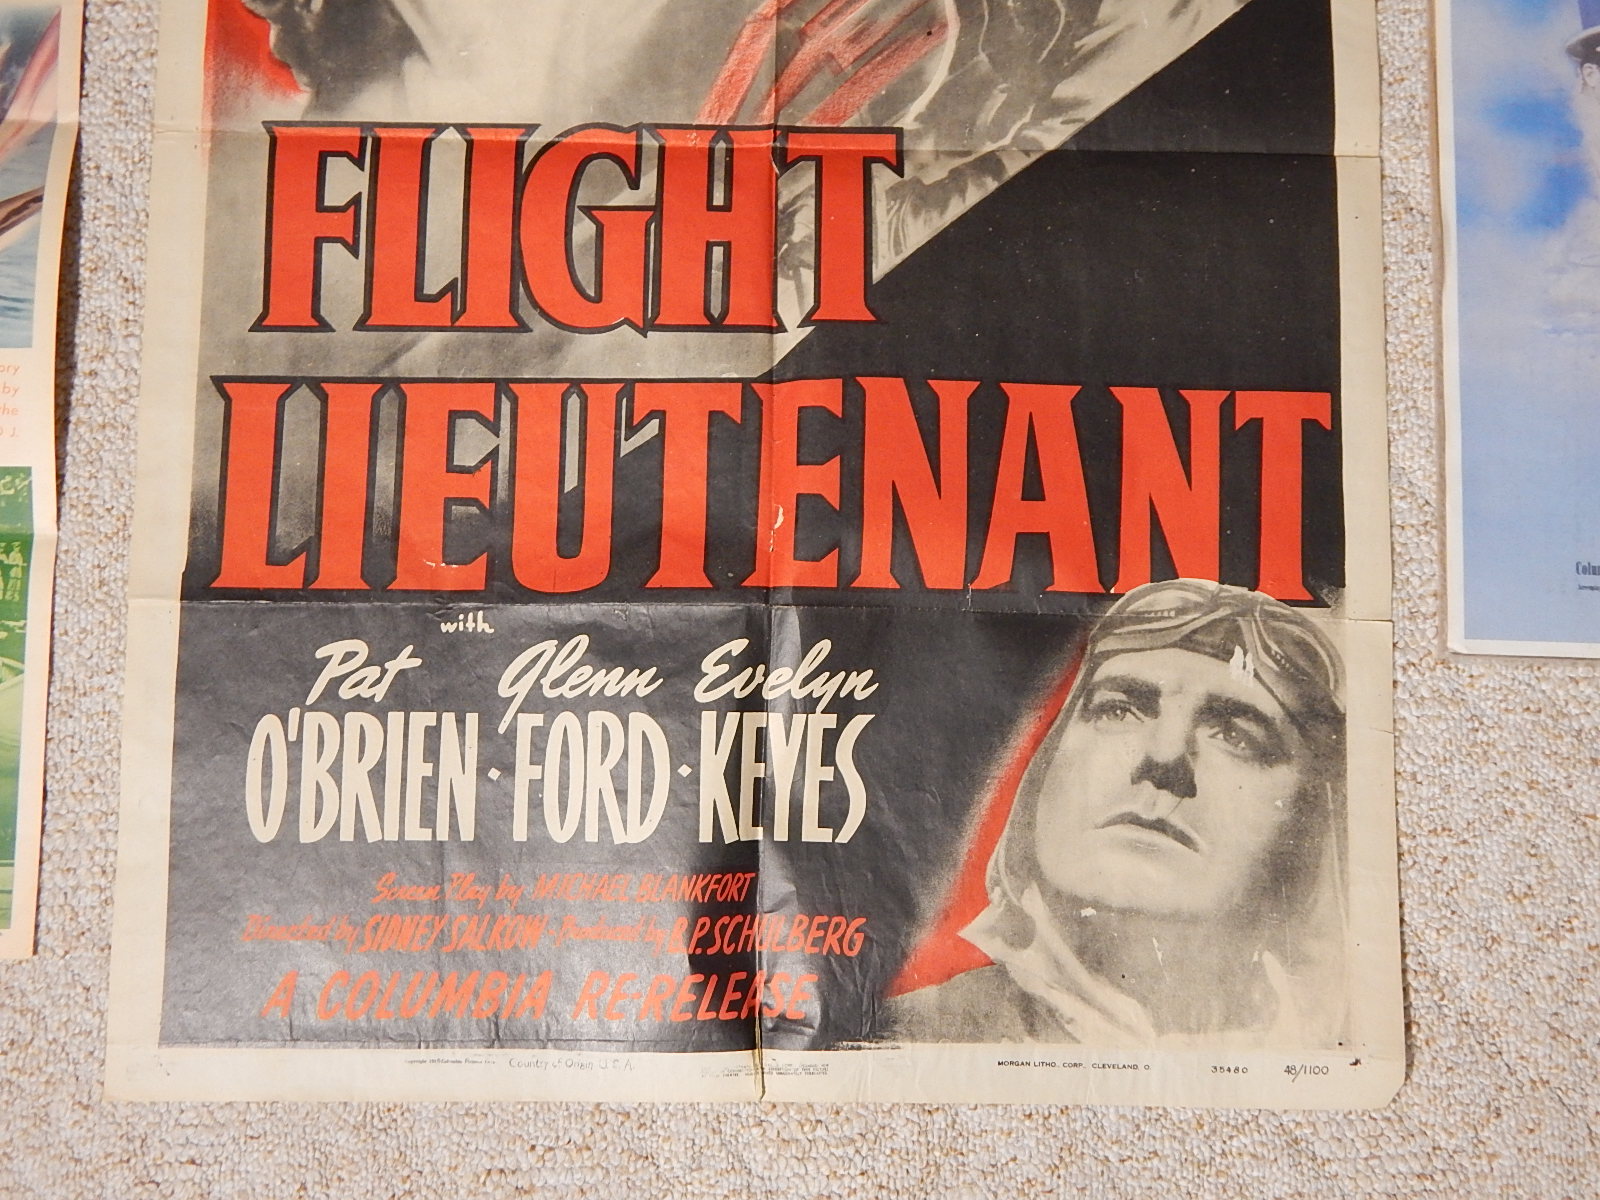 FLIGHT
LIEUTENANT
with
Pat Glenn Evelyn
O'BRIEN · FORD · KEYES
Screen Play by MICHAEL BLANKFORT
Directed by SIDNEY SALKOW - Produced by B.P. SCHULBERG
A COLUMBIA RE-RELEASE
Country of Origin U.S.A.
MORGAN LITHO. CORP., CLEVELAND, O. 35480 48/1100
by